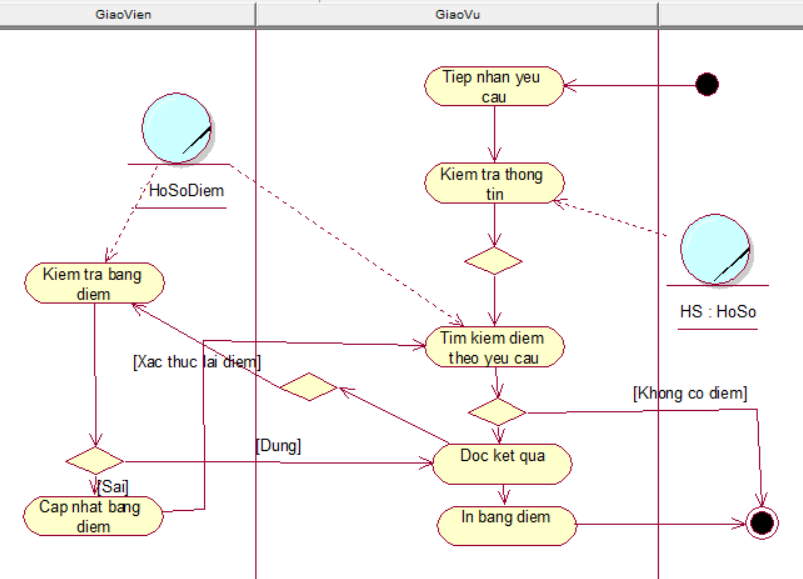 GiaoVien
GiaoVu
Tiep nhan yeu
cau
HoSoDiem
Kiem tra thong
tin
Kiem tra bang
diem
HS : HoSo
Tim kiem diem
theo yeu cau
[Xac thuc lai diem]
[Khong co diem]
[Dung]
Doc ket qua
[Sai]
Cap nhat bang
diem
In bang diem